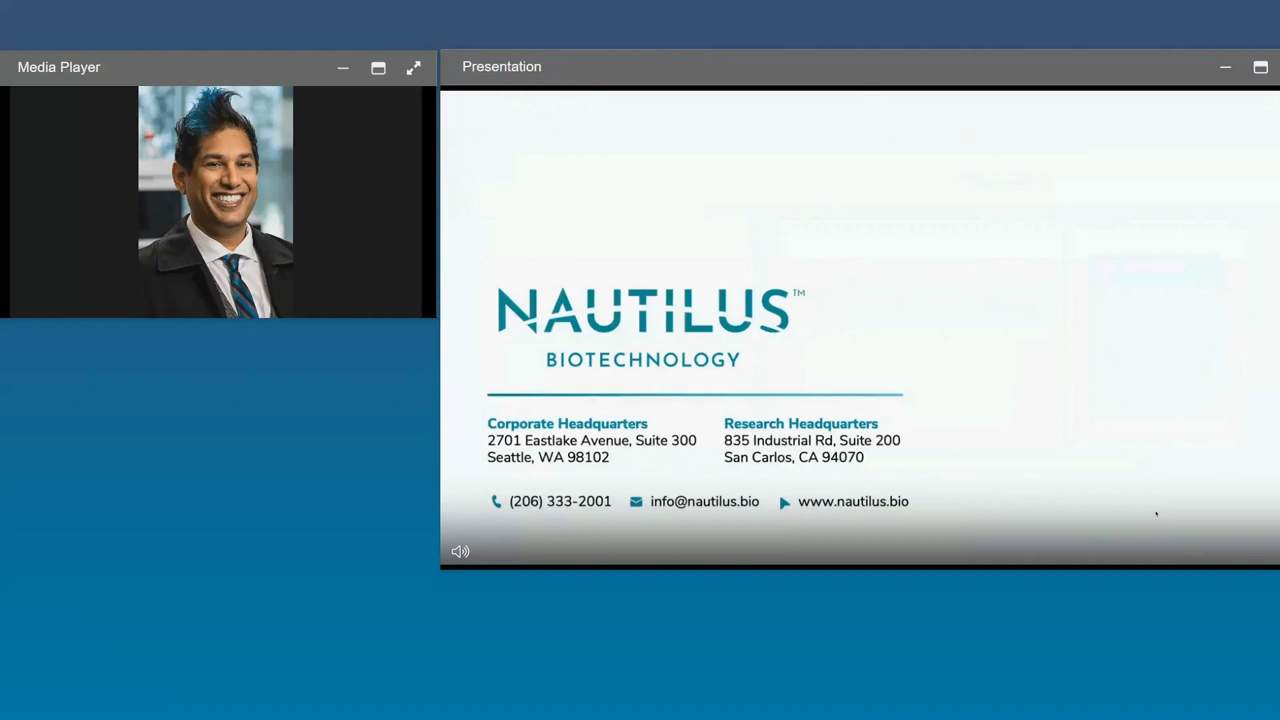 Media Player
Presentation
NAUTILUS™
BIOTECHNOLOGY
Corporate Headquarters
2701 Eastlake Avenue, Suite 300
Seattle, WA 98102
Research Headquarters
835 Industrial Rd, Suite 200
San Carlos, CA 94070
(206) 333-2001
info@nautilus.bio
www.nautilus.bio